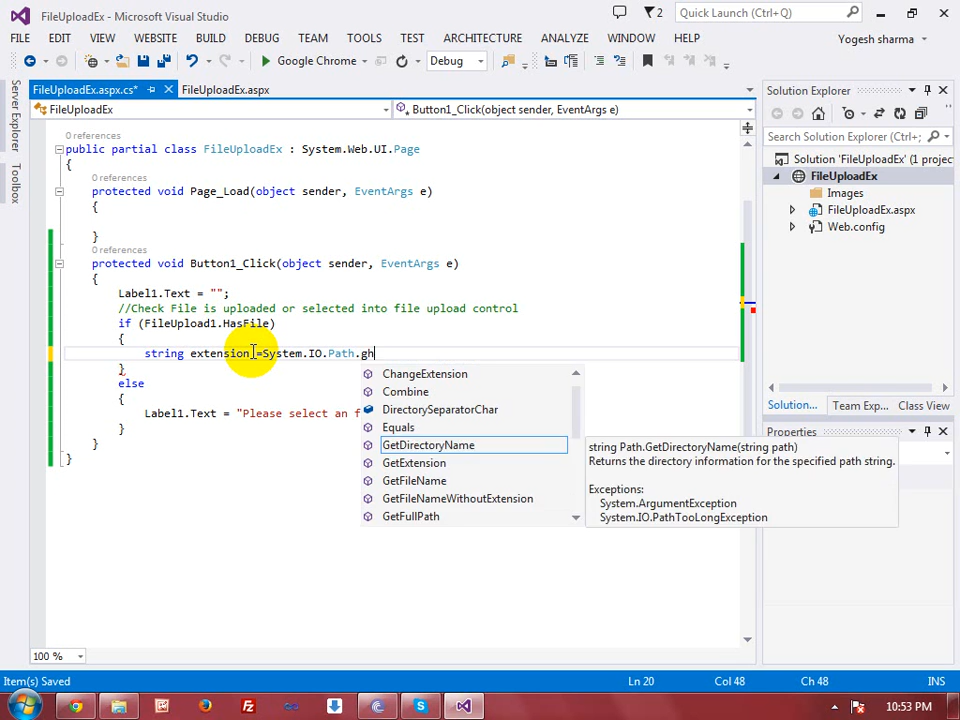 FileUploadEx - Microsoft Visual Studio
2
Quick Launch (Ctrl+Q)
FILE EDIT VIEW WEBSITE BUILD DEBUG TEAM TOOLS TEST ARCHITECTURE ANALYZE WINDOW HELP
Yogesh sharma
Google Chrome
Debug
Server Explorer
Toolbox
FileUploadEx.aspx.cs*
FileUploadEx.aspx
FileUploadEx
Button1_Click(object sender, EventArgs e)
0 references
public partial class FileUploadEx : System.Web.UI.Page
{
0 references
protected void Page_Load(object sender, EventArgs e)
{
}
0 references
protected void Button1_Click(object sender, EventArgs e)
{
Label1.Text = "";
//Check File is uploaded or selected into file upload control
if (FileUpload1.HasFile)
{
string extension =System.IO.Path.gh
}
else
{
Label1.Text = "Please select an f
}
}
}
ChangeExtension
Combine
DirectorySeparatorChar
Equals
GetDirectoryName
GetExtension
GetFileName
GetFileNameWithoutExtension
GetFullPath
string Path.GetDirectoryName(string path)
Returns the directory information for the specified path string.
Exceptions:
System.ArgumentException
System.IO.PathTooLongException
Solution Explorer
Search Solution Explorer (Ctrl+;)
Solution 'FileUploadEx' (1 projec
FileUploadEx
Images
FileUploadEx.aspx
Web.config
Solution... Team Exp... Class View
Properties
100 %
Item(s) Saved
Ln 20
Col 48
Ch 48
INS
10:53 PM